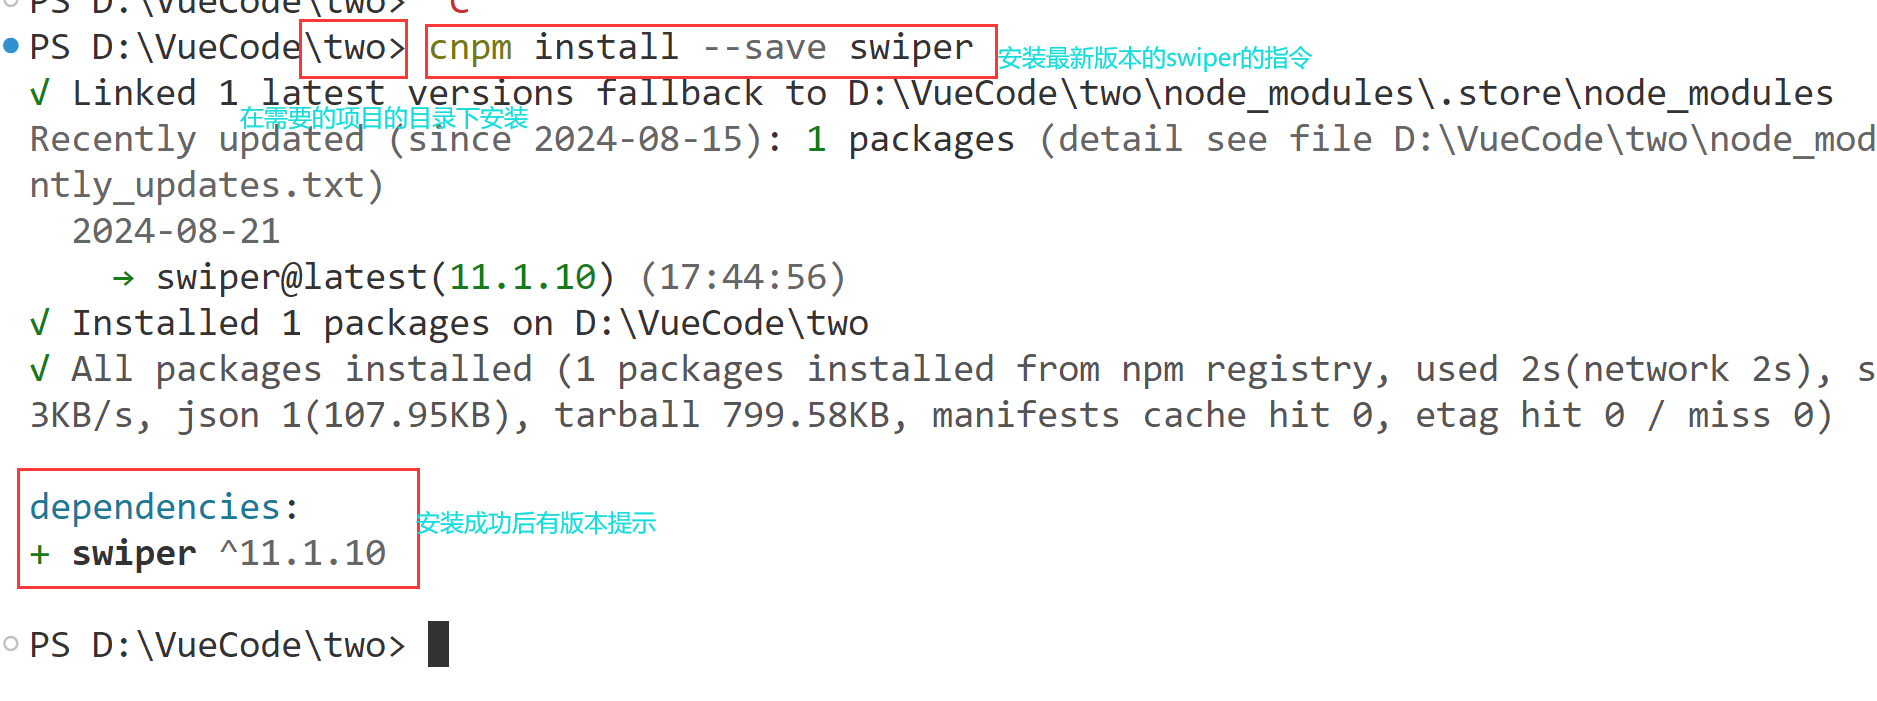 PS D:\VueCode\two> ^C
PS D:\VueCode\two> cnpm install --save swiper 安装最新版本的swiper的指令
√ Linked 1 latest versions fallback to D:\VueCode\two\node_modules\.store\node_modules
在需要的项目的目录下安装
Recently updated (since 2024-08-15): 1 packages (detail see file D:\VueCode\two\node_mod
ntly_updates.txt)
2024-08-21
→ swiper@latest(11.1.10) (17:44:56)
√ Installed 1 packages on D:\VueCode\two
√ All packages installed (1 packages installed from npm registry, used 2s(network 2s), s
3KB/s, json 1(107.95KB), tarball 799.58KB, manifests cache hit 0, etag hit 0 / miss 0)
dependencies:
安装成功后有版本提示
+ swiper ^11.1.10
PS D:\VueCode\two>